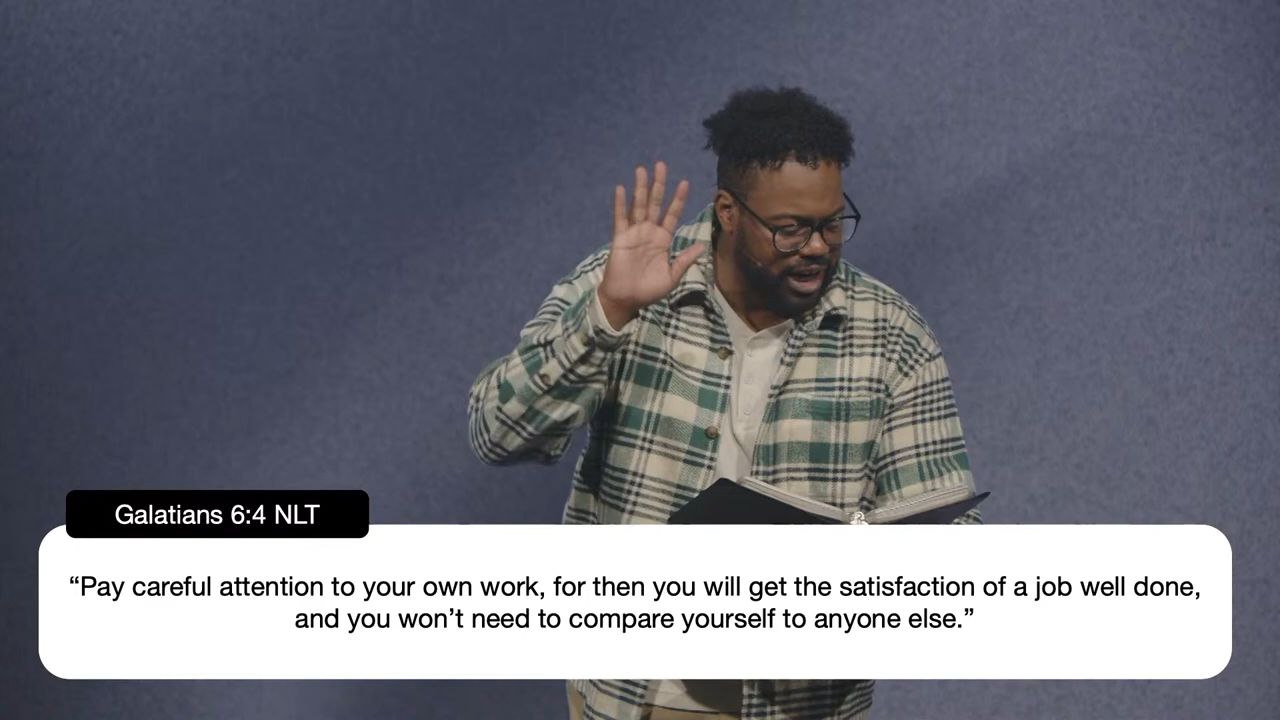 Galatians 6:4 NLT
“Pay careful attention to your own work, for then you will get the satisfaction of a job well done,
and you won’t need to compare yourself to anyone else.”